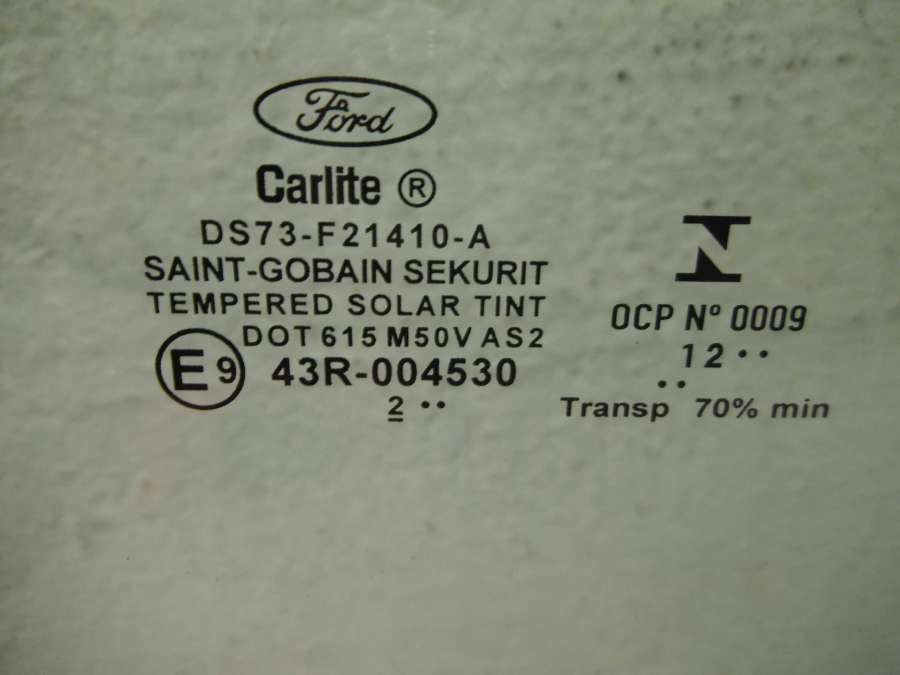 Ford
Carlite ®
DS73-F21410-A
SAINT-GOBAIN SEKURIT
TEMPERED SOLAR TINT
DOT 615 M50V AS2
E9 43R-004530
2 ··
N
OCP Nº 0009
12 ··
··
Transp 70% min